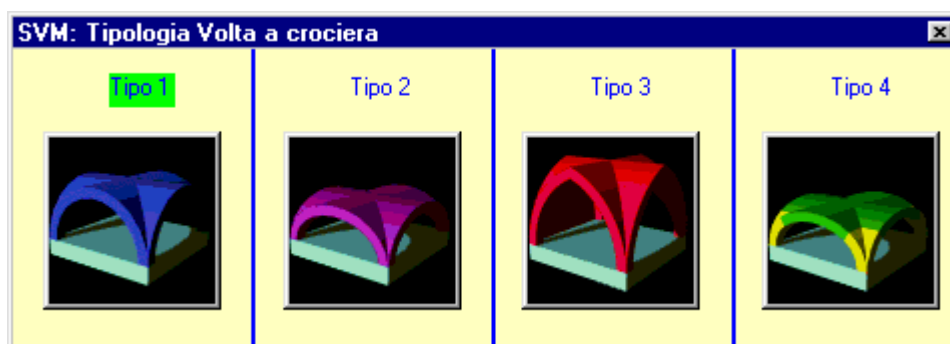 SVM: Tipologia Volta a crociera
Tipo 1
Tipo 2
Tipo 3
Tipo 4